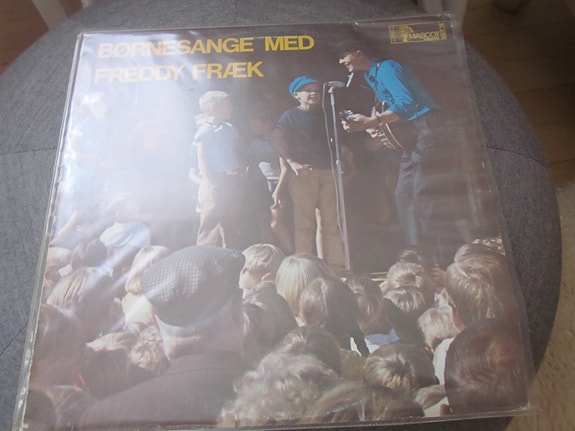 BØRNESANGE MED
FREDDY FRÆK
MASCOT